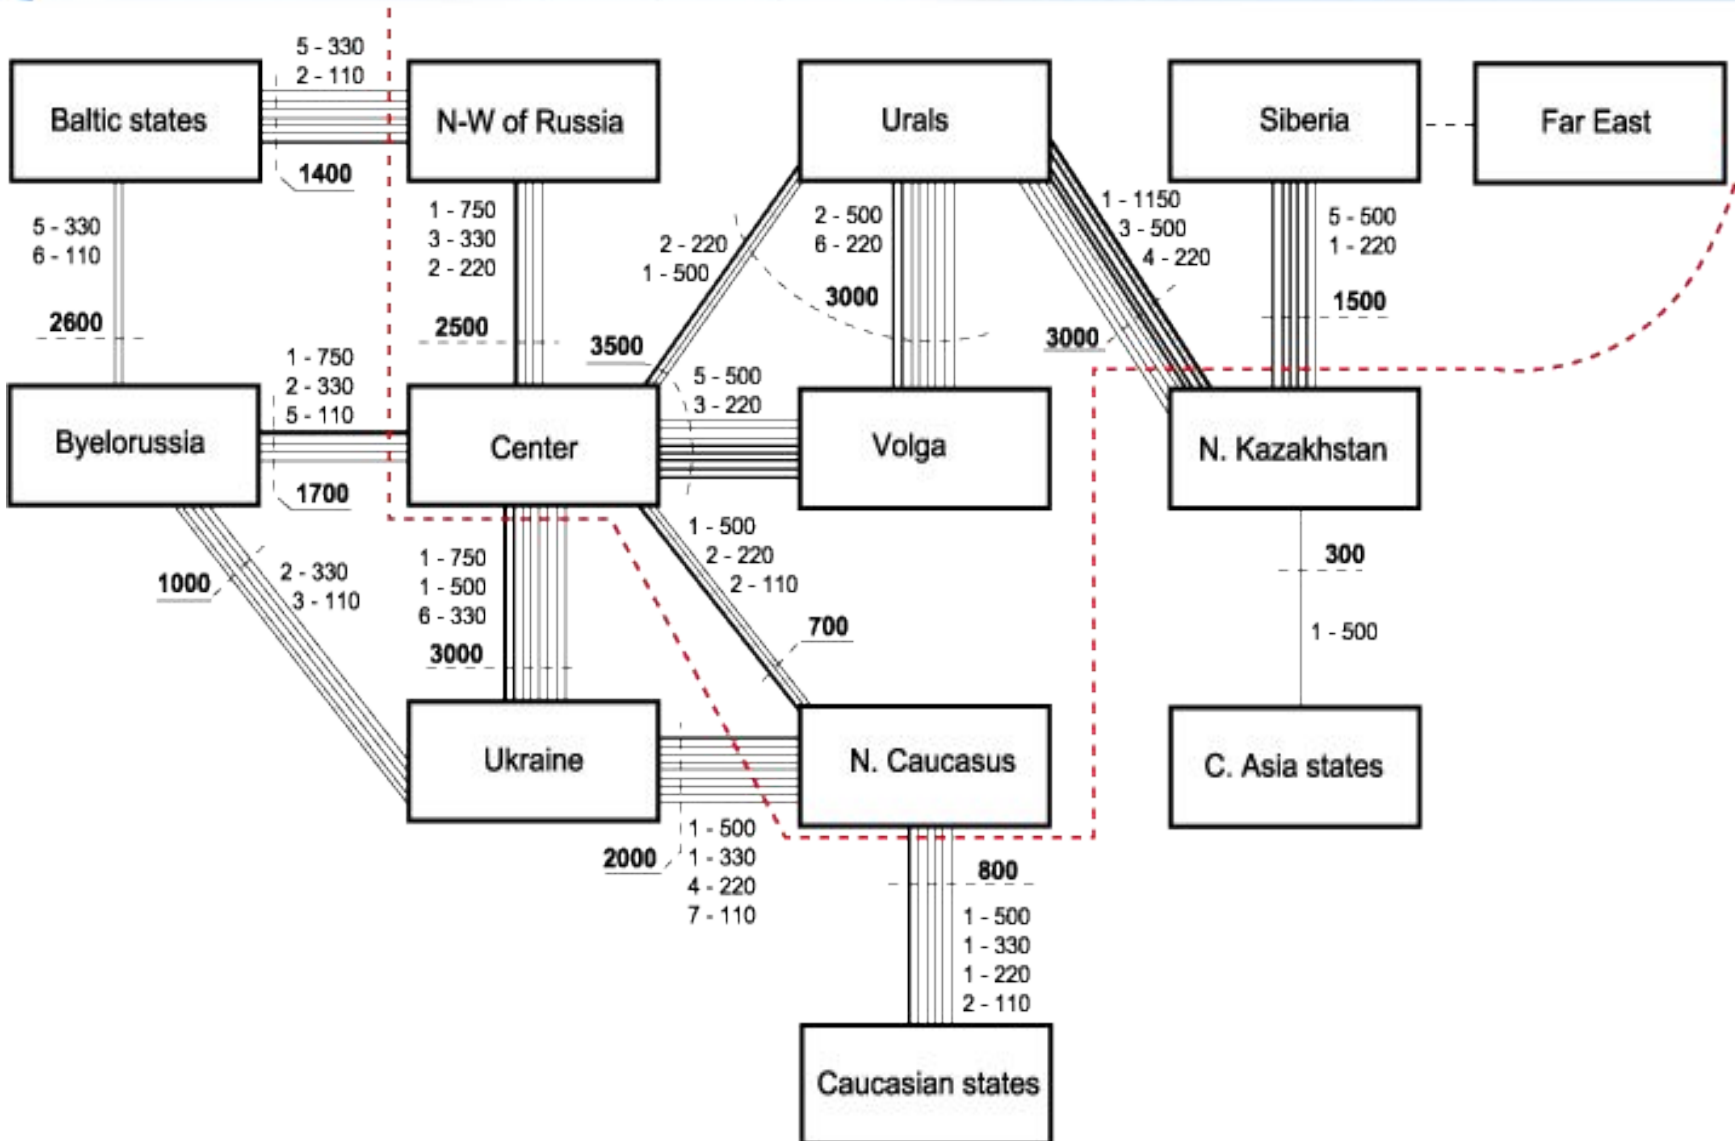 5 - 330
2 - 110
Baltic states
N-W of Russia
Urals
Siberia
Far East
1400
5 - 330
6 - 110
1 - 750
3 - 330
2 - 220
2 - 220
1 - 500
2 - 500
6 - 220
1 - 1150
3 - 500
4 - 220
5 - 500
1 - 220
2600
2500
3500
3000
3000
1500
1 - 750
2 - 330
5 - 110
5 - 500
3 - 220
Byelorussia
Center
Volga
N. Kazakhstan
1700
1000
2 - 330
3 - 110
1 - 750
1 - 500
6 - 330
1 - 500
2 - 220
2 - 110
300
1 - 500
3000
700
Ukraine
N. Caucasus
C. Asia states
2000
1 - 500
1 - 330
4 - 220
7 - 110
800
1 - 500
1 - 330
1 - 220
2 - 110
Caucasian states